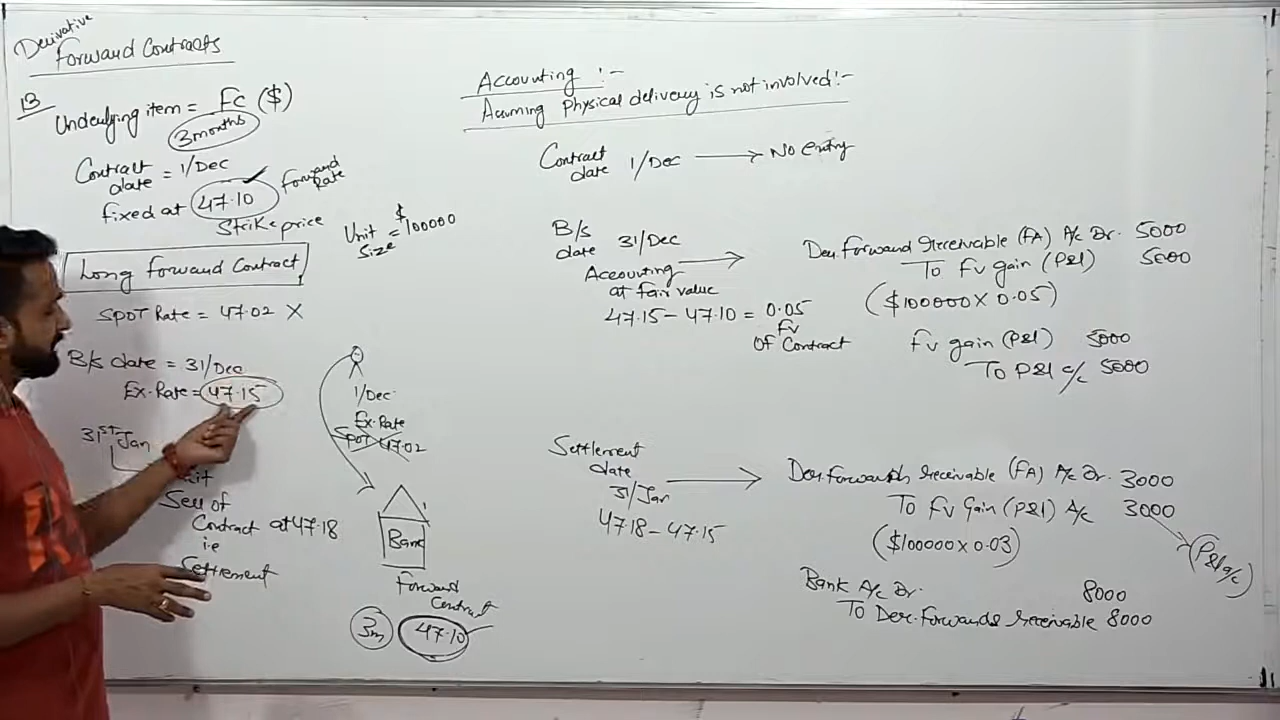 Derivative
Forward Contracts
13
Underlying item = FC ($)
3 months
Contract date = 1/Dec
fixed at 47.10 Forward Rate
Strike price
Unit Size = $100000
Long Forward Contract
SPOT Rate = 47.02 X
B/s date = 31/Dec
Ex.Rate = 47.15
31st Jan
Sell of
Contract at 47.18
i.e
Settlement
1/Dec
Ex.Rate
SPOT 47.02
Bank
Forward
Contract
3m 47.10
Accounting :-
Assuming Physical delivery is not involved :-
Contract date 1/Dec → No entry
B/s date 31/Dec
Accounting
at fair value
47.15 - 47.10 = 0.05
FV
Of Contract
Der. Forward receivable (FA) A/c Dr. 5000
To FV gain (P&L) 5000
($100000 X 0.05)
FV gain (P&L) 5000
To P&L a/c 5000
Settlement
date
31/Jan
47.18 - 47.15
Der. Forwards receivable (FA) A/c Dr. 3000
To FV Gain (P&L) A/c 3000
($100000 x 0.03)
(P&L a/c)
Bank A/c Dr. 8000
To Der. Forwards receivable 8000